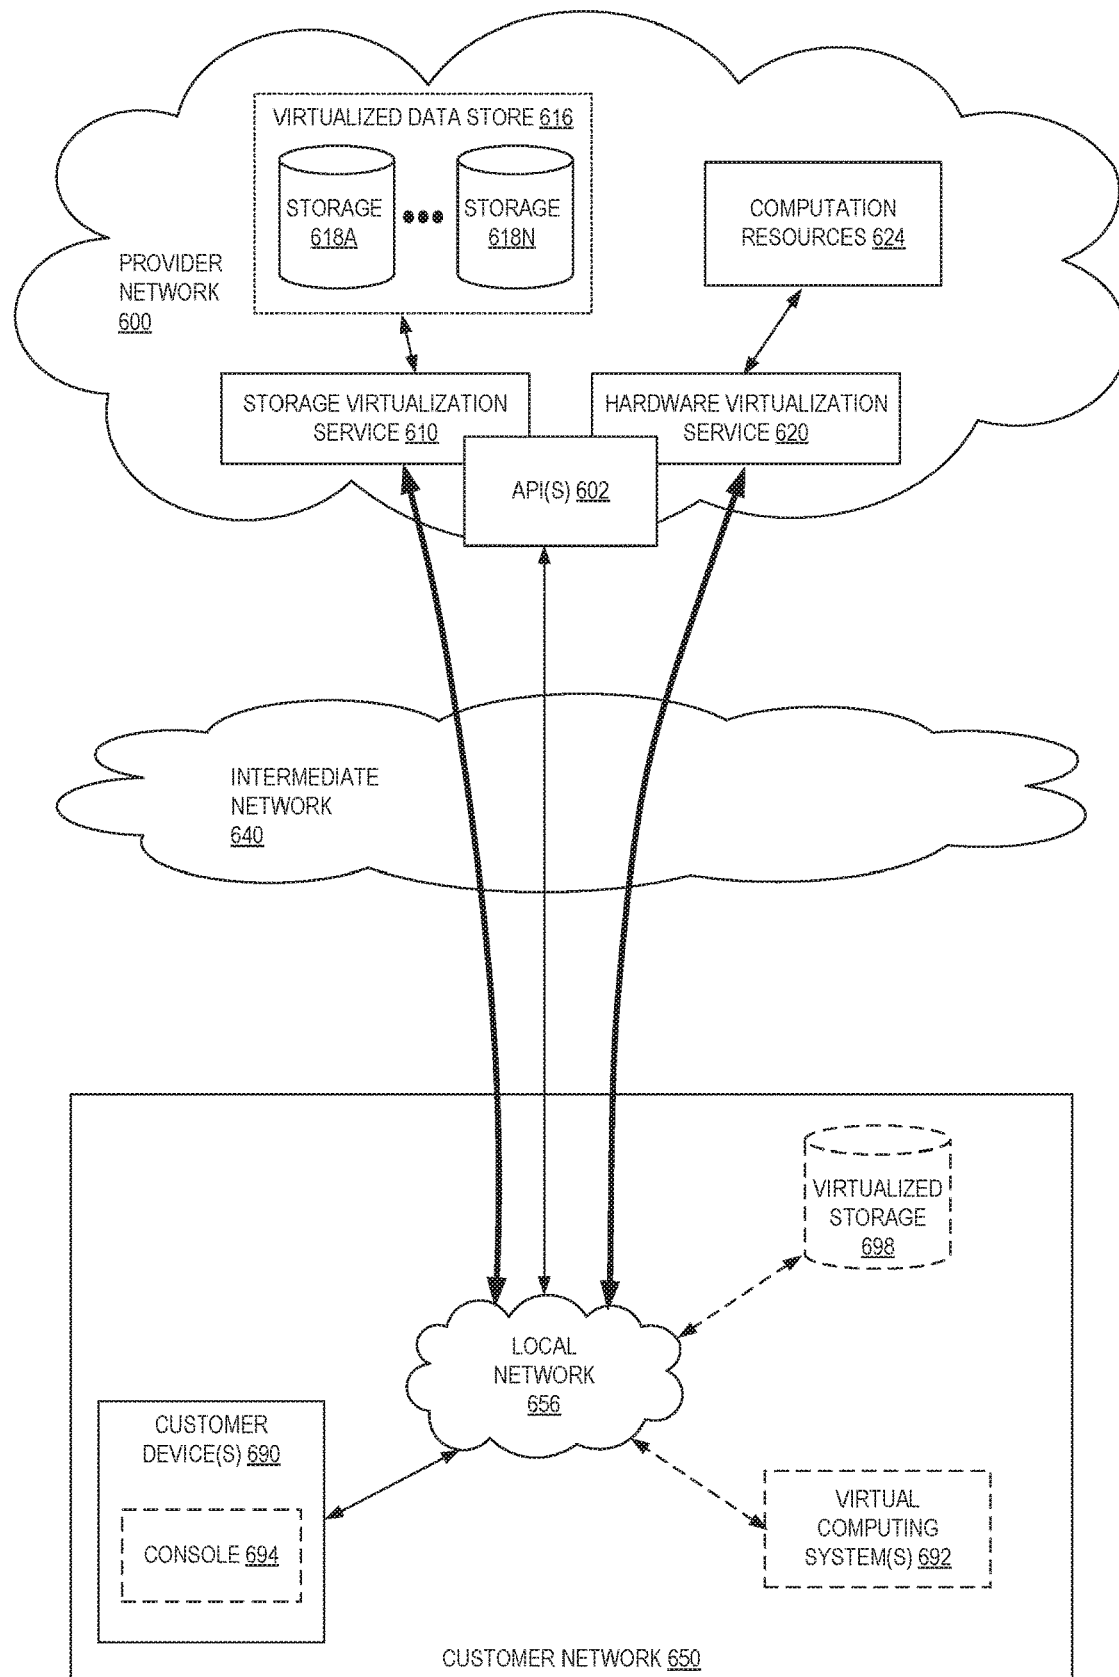 VIRTUALIZED DATA STORE 616
STORAGE
618A
STORAGE
618N
COMPUTATION
RESOURCES 624
PROVIDER
NETWORK
600
STORAGE VIRTUALIZATION
SERVICE 610
HARDWARE VIRTUALIZATION
SERVICE 620
API(S) 602
INTERMEDIATE
NETWORK
640
VIRTUALIZED
STORAGE
698
LOCAL
NETWORK
656
CUSTOMER
DEVICE(S) 690
CONSOLE 694
VIRTUAL
COMPUTING
SYSTEM(S) 692
CUSTOMER NETWORK 650